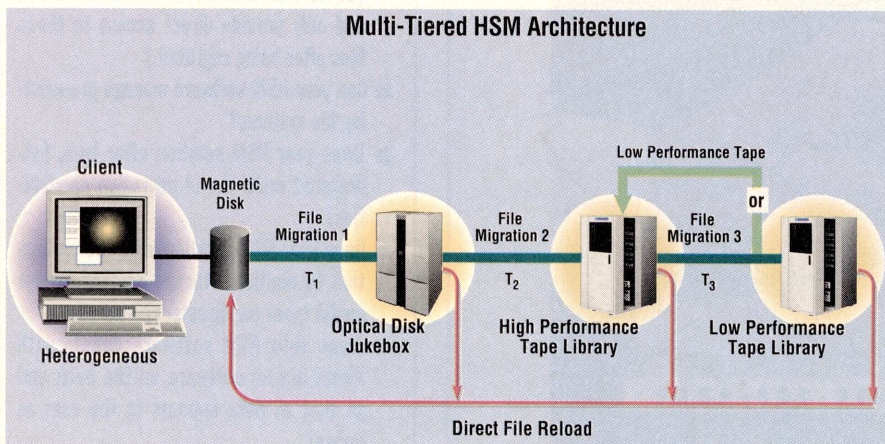 Multi-Tiered HSM Architecture
Low Performance Tape
Client
Magnetic
Disk
or
File
Migration 1
File
Migration 2
File
Migration 3
T1
T2
T3
Optical Disk
Jukebox
High Performance
Tape Library
Low Performance
Tape Library
Heterogeneous
Direct File Reload